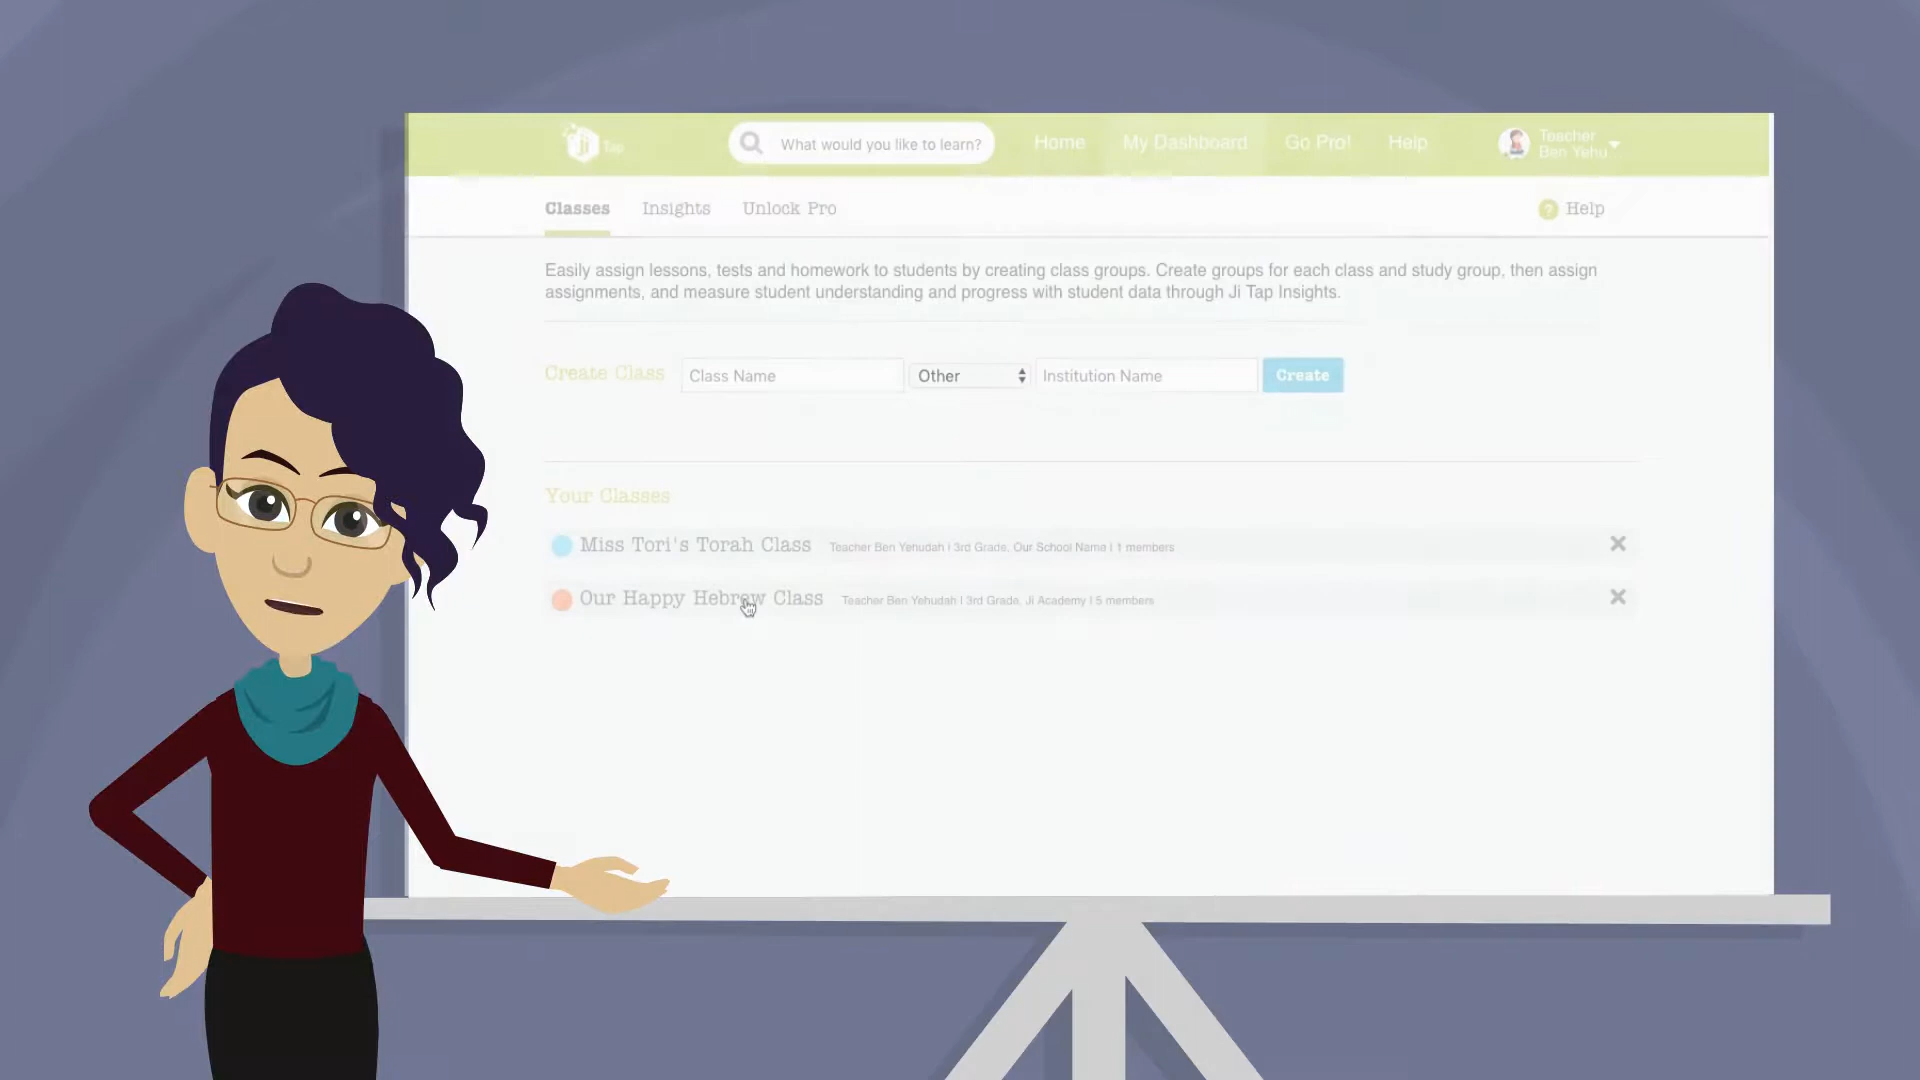 Ji Tap
What would you like to learn?
Home
My Dashboard
Go Pro!
Help
Teacher
Ben Yehu
Classes
Insights
Unlock Pro
? Help
Easily assign lessons, tests and homework to students by creating class groups. Create groups for each class and study group, then assign
assignments, and measure student understanding and progress with student data through Ji Tap Insights.
Create Class
Class Name
Other
Institution Name
Create
Your Classes
Miss Tori's Torah Class Teacher Ben Yehudah | 3rd Grade, Our School Name | 1 members
Our Happy Hebrew Class Teacher Ben Yehudah | 3rd Grade, Ji Academy | 5 members